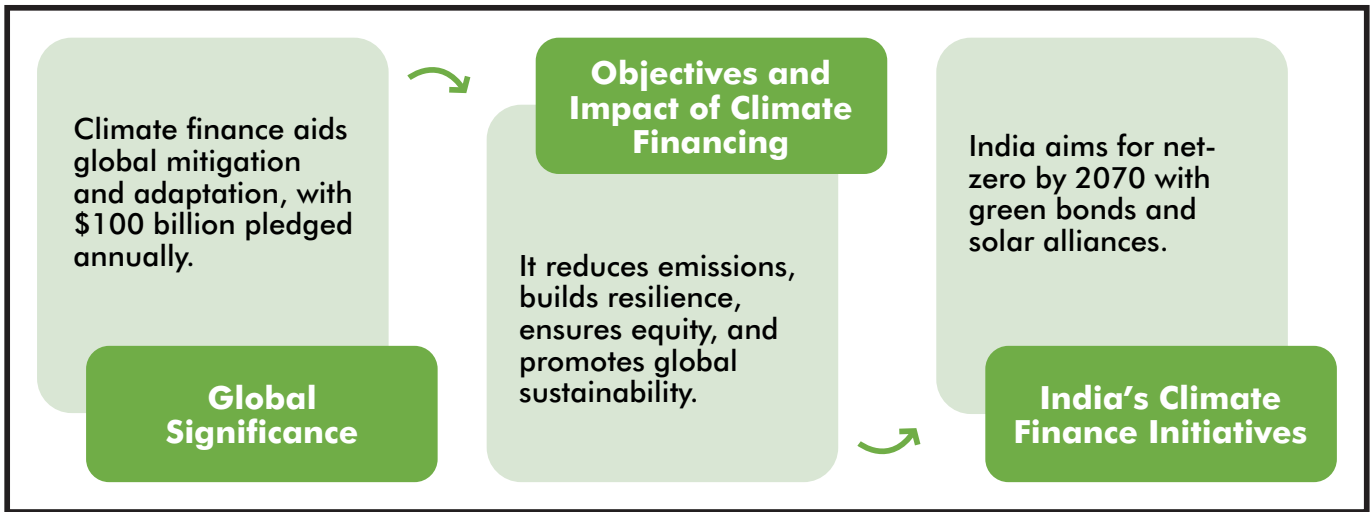 Climate finance aids
global mitigation
and adaptation, with
$100 billion pledged
annually.
Global
Significance
Objectives and
Impact of Climate
Financing
It reduces emissions,
builds resilience,
ensures equity, and
promotes global
sustainability.
India aims for net-
zero by 2070 with
green bonds and
solar alliances.
India’s Climate
Finance Initiatives